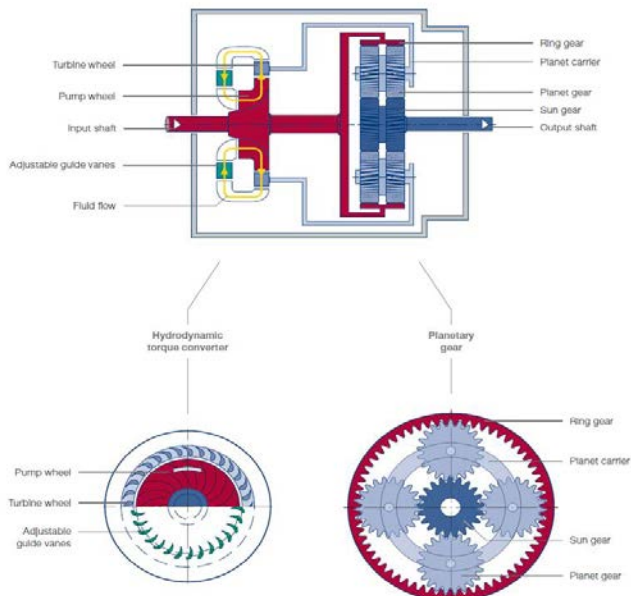 Turbine wheel
Pump wheel
Input shaft
Adjustable guide vanes
Fluid flow
Ring gear
Planet carrier
Planet gear
Sun gear
Output shaft
Hydrodynamic
torque converter
Planetary
gear
Pump wheel
Turbine wheel
Adjustable
guide vanes
Ring gear
Planet carrier
Sun gear
Planet gear